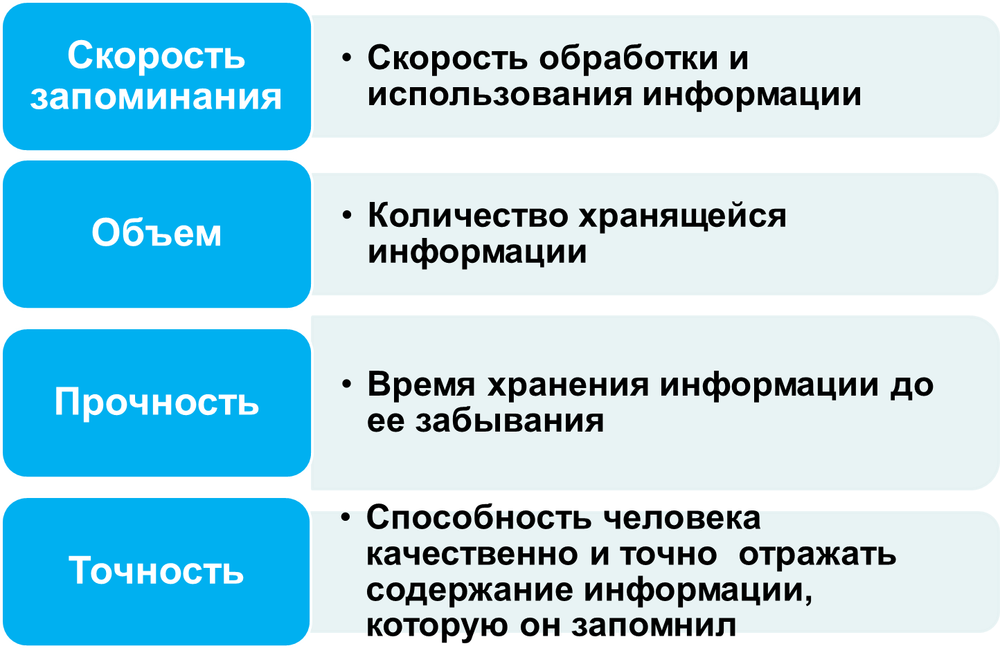 Скорость
запоминания
• Скорость обработки и
использования информации
Объем
• Количество хранящейся
информации
Прочность
• Время хранения информации до
ее забывания
Точность
• Способность человека
качественно и точно  отражать
содержание информации,
которую он запомнил